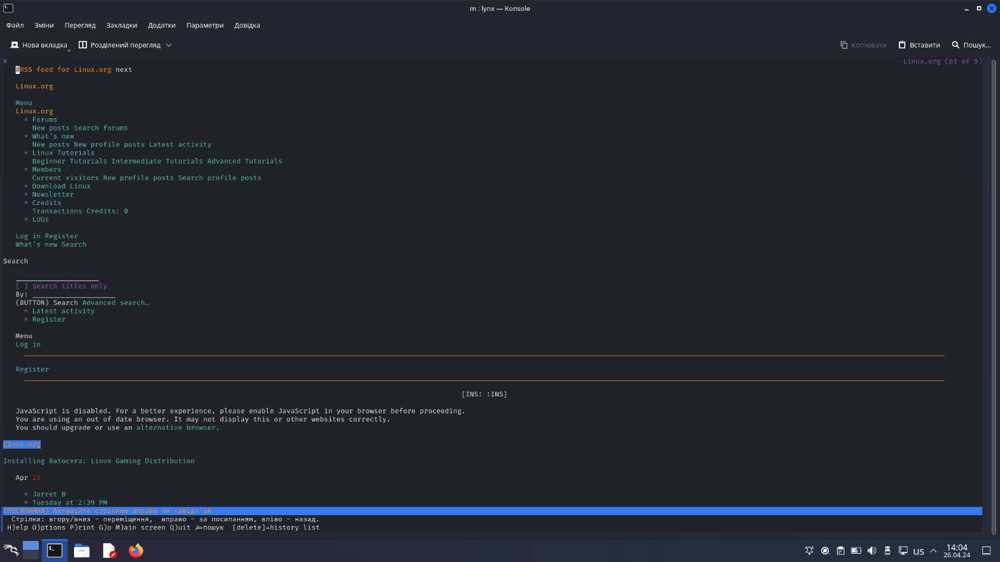 m : lynx — Konsole
Файл Зміни Перегляд Закладки Додатки Параметри Довідка
Нова вкладка Розділений перегляд Копіювати Вставити Пошук...
# Linux.org (p1 of 9)
#RSS feed for Linux.org next
Linux.org
Menu
Linux.org
* Forums
New posts Search forums
* What's new
New posts New profile posts Latest activity
* Linux Tutorials
Beginner Tutorials Intermediate Tutorials Advanced Tutorials
* Members
Current visitors New profile posts Search profile posts
* Download Linux
* Newsletter
* Credits
Transactions Credits: 0
* LUGs
Log in Register
What's new Search
Search
[ ] Search titles only
By:
(BUTTON) Search Advanced search…
* Latest activity
* Register
Menu
Log in
Register
[INS: :INS]
JavaScript is disabled. For a better experience, please enable JavaScript in your browser before proceeding.
You are using an out of date browser. It may not display this or other websites correctly.
You should upgrade or use an alternative browser.
Linux.org
Installing Batocera: Linux Gaming Distribution
Apr 23
* Jarret B
* Tuesday at 2:39 PM
(ПОСИЛАННЯ) Активуйте стрілкою вправо чи <ввід>'ом
Стрілки: вгору/вниз - переміщення, вправо - за посиланням, вліво - назад.
H)elp O)ptions P)rint G)o M)ain screen Q)uit /=пошук [delete]=history list
us 14:04
26.04.24